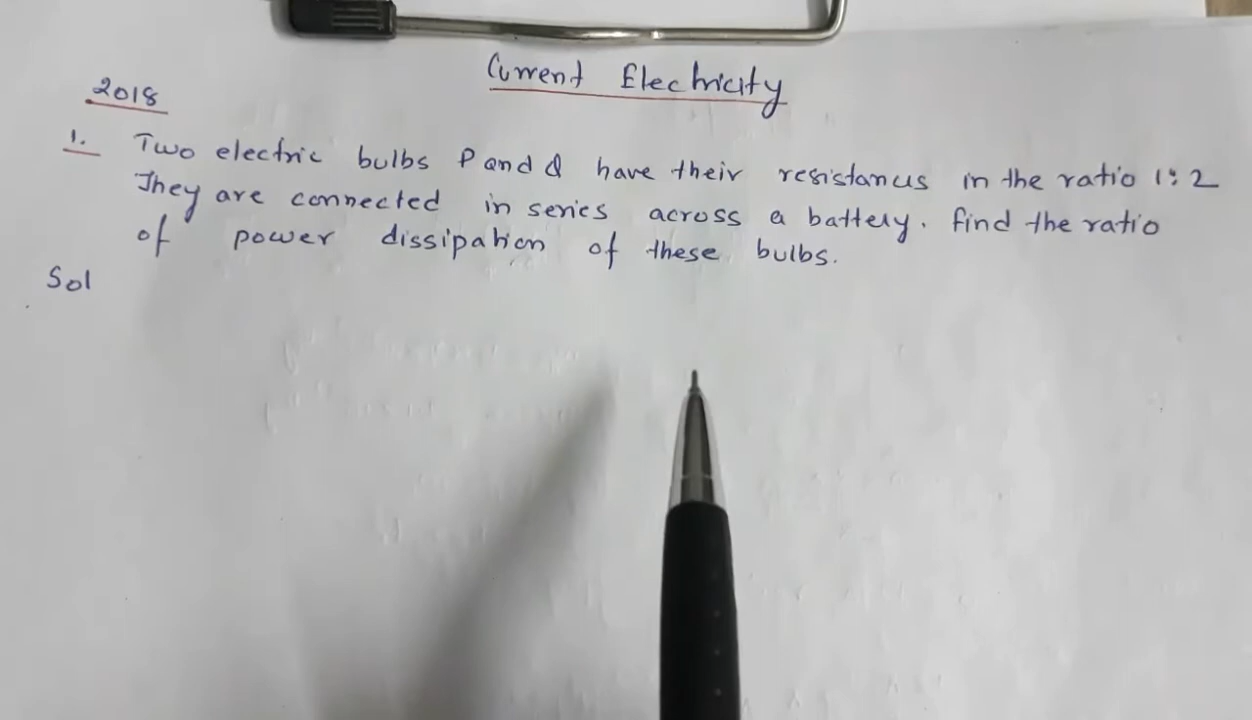 Current Electricity
2018
1. Two electric bulbs P and Q have their resistances in the ratio 1:2
They are connected in series across a battery. Find the ratio
of power dissipation of these bulbs.
Sol